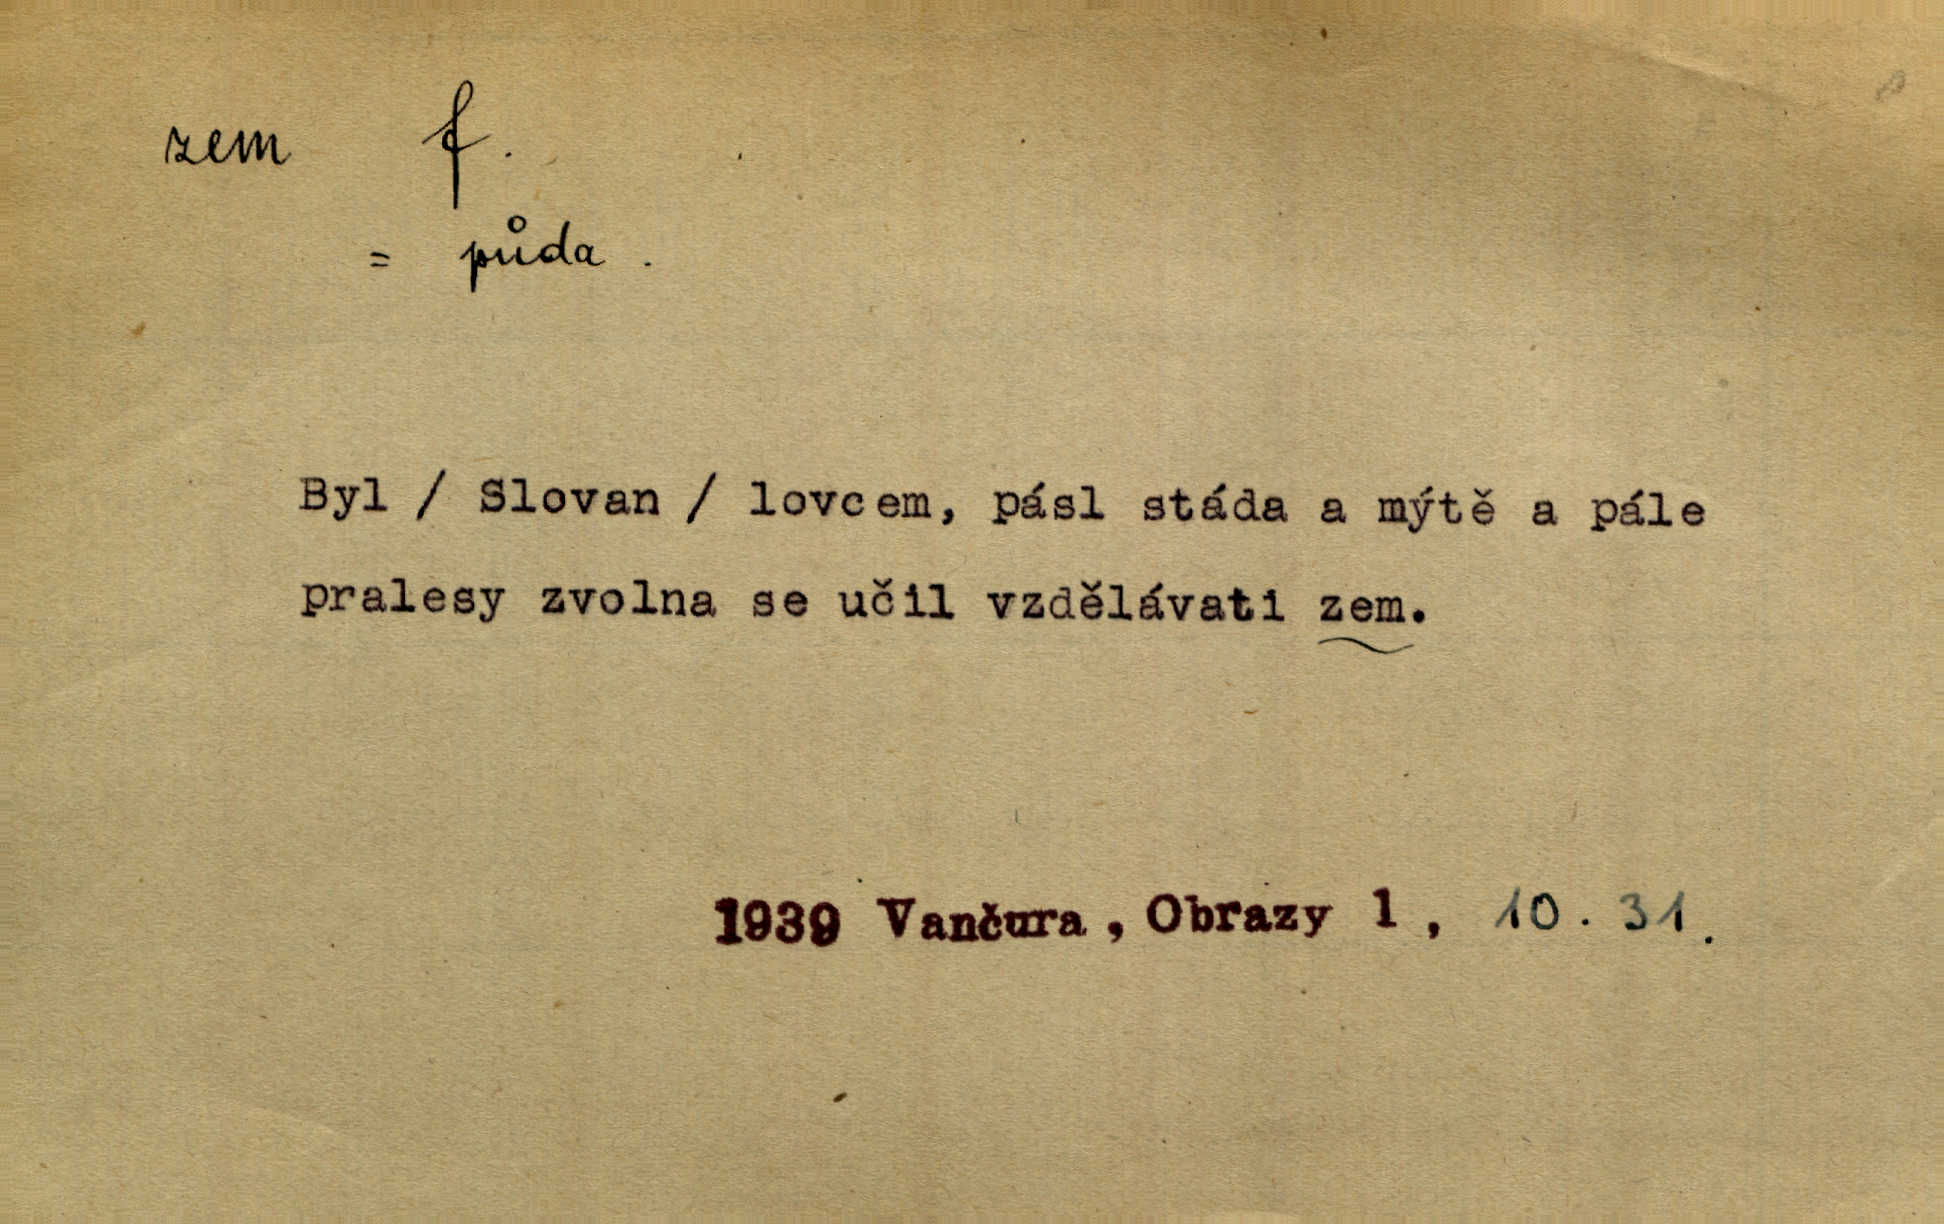 zem f.
= půda.
Byl / Slovan / lovcem, pásl stáda a mýtě a pále
pralesy zvolna se učil vzdělávati zem.
1939 Vančura, Obrazy 1, 10. 31.